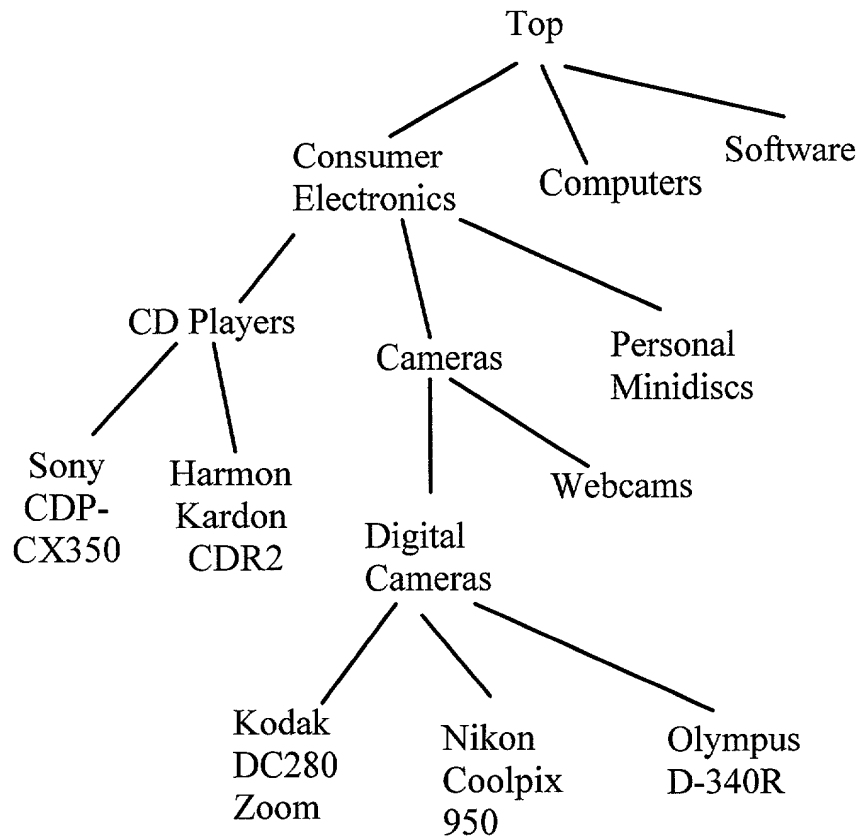 Top
Consumer
Electronics
Computers
Software
CD Players
Cameras
Personal
Minidiscs
Sony
CDP-
CX350
Harmon
Kardon
CDR2
Webcams
Digital
Cameras
Kodak
DC280
Zoom
Nikon
Coolpix
950
Olympus
D-340R